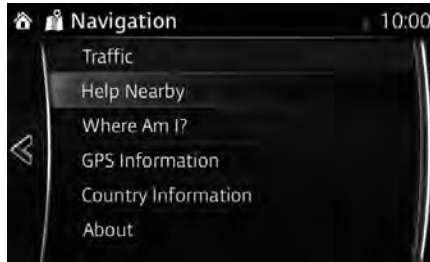 Navigation 10:00
Traffic
Help Nearby
Where Am I?
GPS Information
Country Information
About